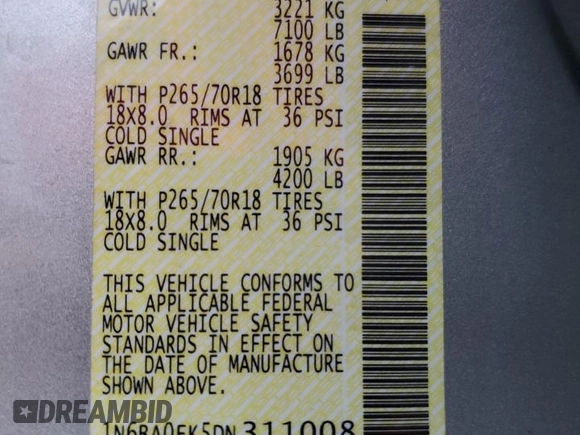 GVWR: 3221 KG
7100 LB
GAWR FR.: 1678 KG
3699 LB
WITH P265/70R18 TIRES
18X8.0 RIMS AT 36 PSI
COLD SINGLE
GAWR RR.: 1905 KG
4200 LB
WITH P265/70R18 TIRES
18X8.0 RIMS AT 36 PSI
COLD SINGLE
THIS VEHICLE CONFORMS TO
ALL APPLICABLE FEDERAL
MOTOR VEHICLE SAFETY
STANDARDS IN EFFECT ON
THE DATE OF MANUFACTURE
SHOWN ABOVE.
311008
DREAMBID